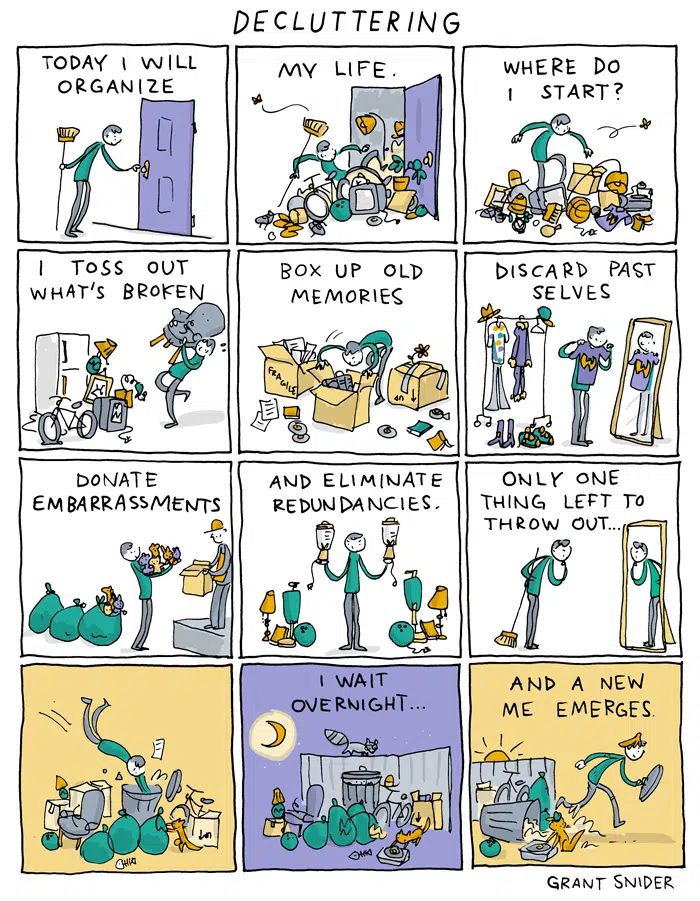 DECLUTTERING
TODAY I WILL
ORGANIZE
MY LIFE.
WHERE DO
I START?
I TOSS OUT
WHAT'S BROKEN
BOX UP OLD
MEMORIES
FRAGILE
DISCARD PAST
SELVES
DONATE
EMBARRASSMENTS
AND ELIMINATE
REDUNDANCIES.
ONLY ONE
THING LEFT TO
THROW OUT...
I WAIT
OVERNIGHT...
AND A NEW
ME EMERGES.
GRANT SNIDER